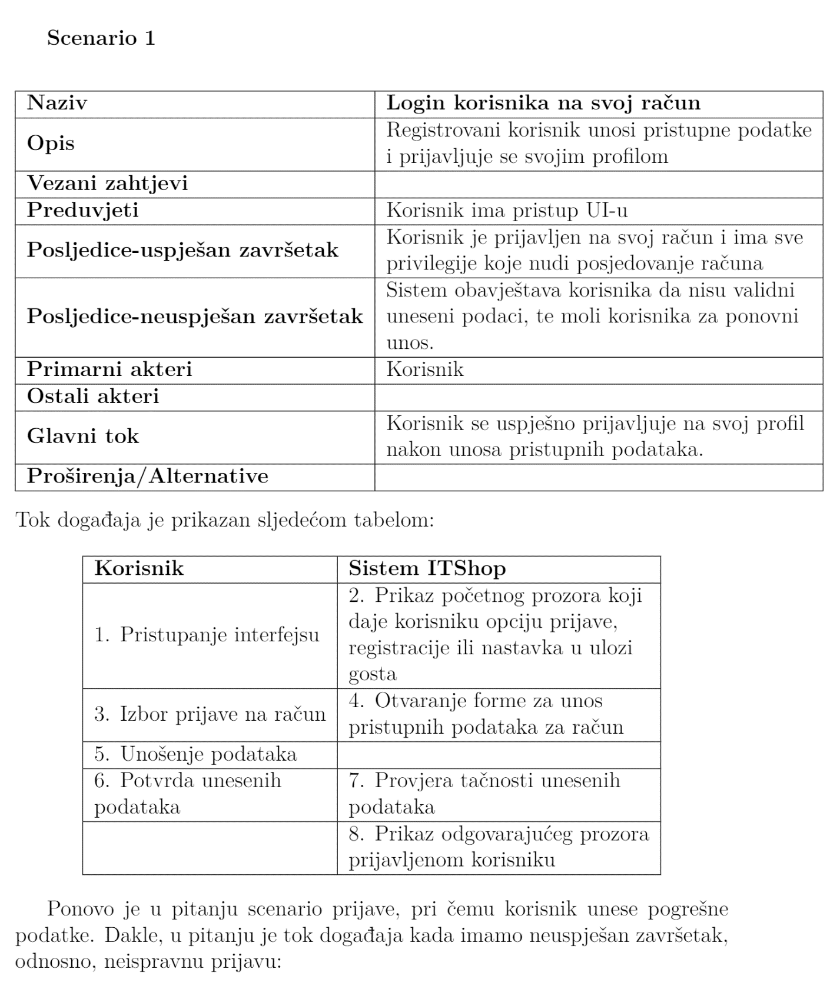 Scenario 1
Naziv
Login korisnika na svoj račun
Opis
Registrovani korisnik unosi pristupne podatke
i prijavljuje se svojim profilom
Vezani zahtjevi
Preduvjeti
Korisnik ima pristup UI-u
Posljedice-uspješan završetak
Korisnik je prijavljen na svoj račun i ima sve
privilegije koje nudi posjedovanje računa
Posljedice-neuspješan završetak
Sistem obavještava korisnika da nisu validni
uneseni podaci, te moli korisnika za ponovni
unos.
Primarni akteri
Korisnik
Ostali akteri
Glavni tok
Korisnik se uspješno prijavljuje na svoj profil
nakon unosa pristupnih podataka.
Proširenja/Alternative
Tok događaja je prikazan sljedećom tabelom:
Korisnik
Sistem ITShop
1. Pristupanje interfejsu
2. Prikaz početnog prozora koji
daje korisniku opciju prijave,
registracije ili nastavka u ulozi
gosta
3. Izbor prijave na račun
4. Otvaranje forme za unos
pristupnih podataka za račun
5. Unošenje podataka
6. Potvrda unesenih
podataka
7. Provjera tačnosti unesenih
podataka
8. Prikaz odgovarajućeg prozora
prijavljenom korisniku
Ponovo je u pitanju scenario prijave, pri čemu korisnik unese pogrešne
podatke. Dakle, u pitanju je tok događaja kada imamo neuspješan završetak,
odnosno, neispravnu prijavu: